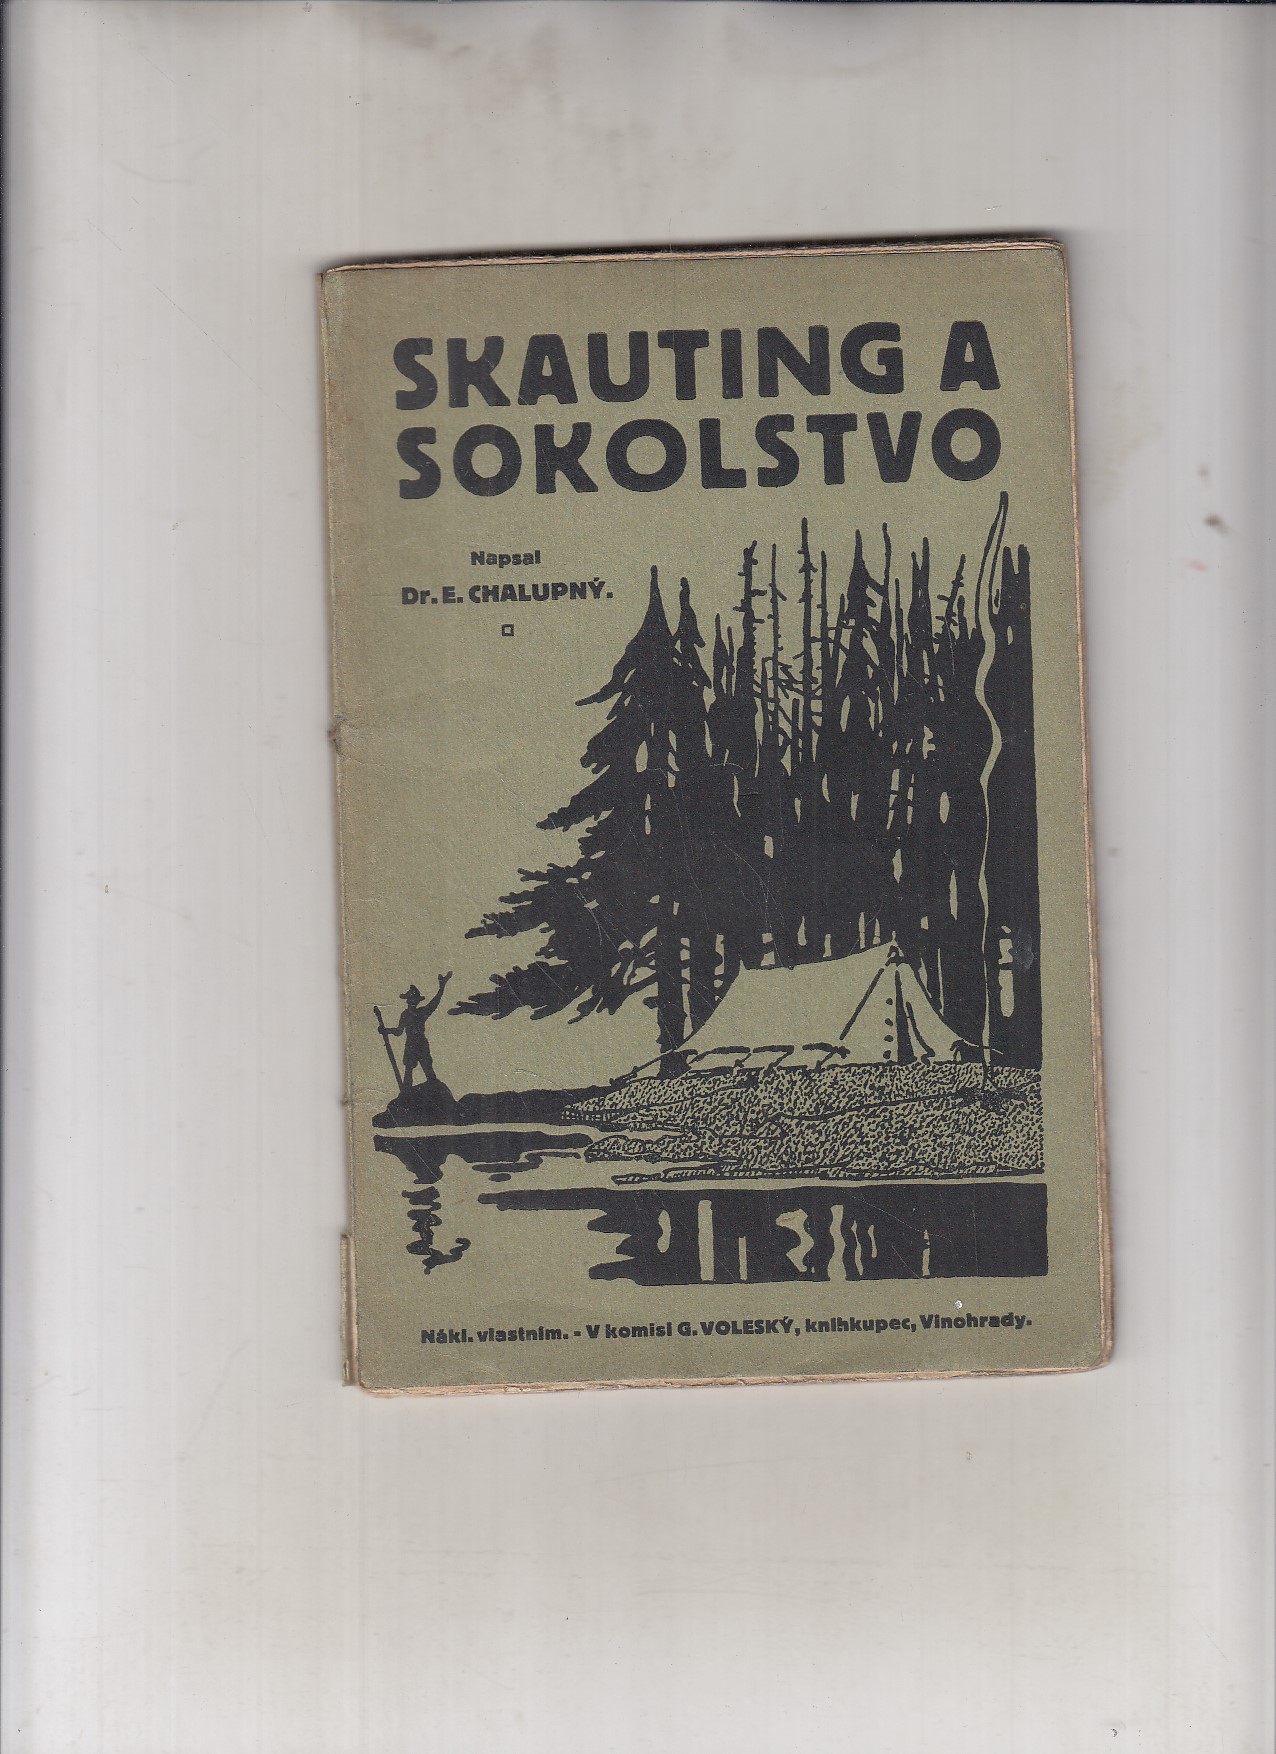 SKAUTING A
SOKOLSTVO
Napsal
Dr. E. CHALUPNÝ.
Nákl. vlastním. - V komisi G. VOLESKÝ, knihkupec, Vinohrady.